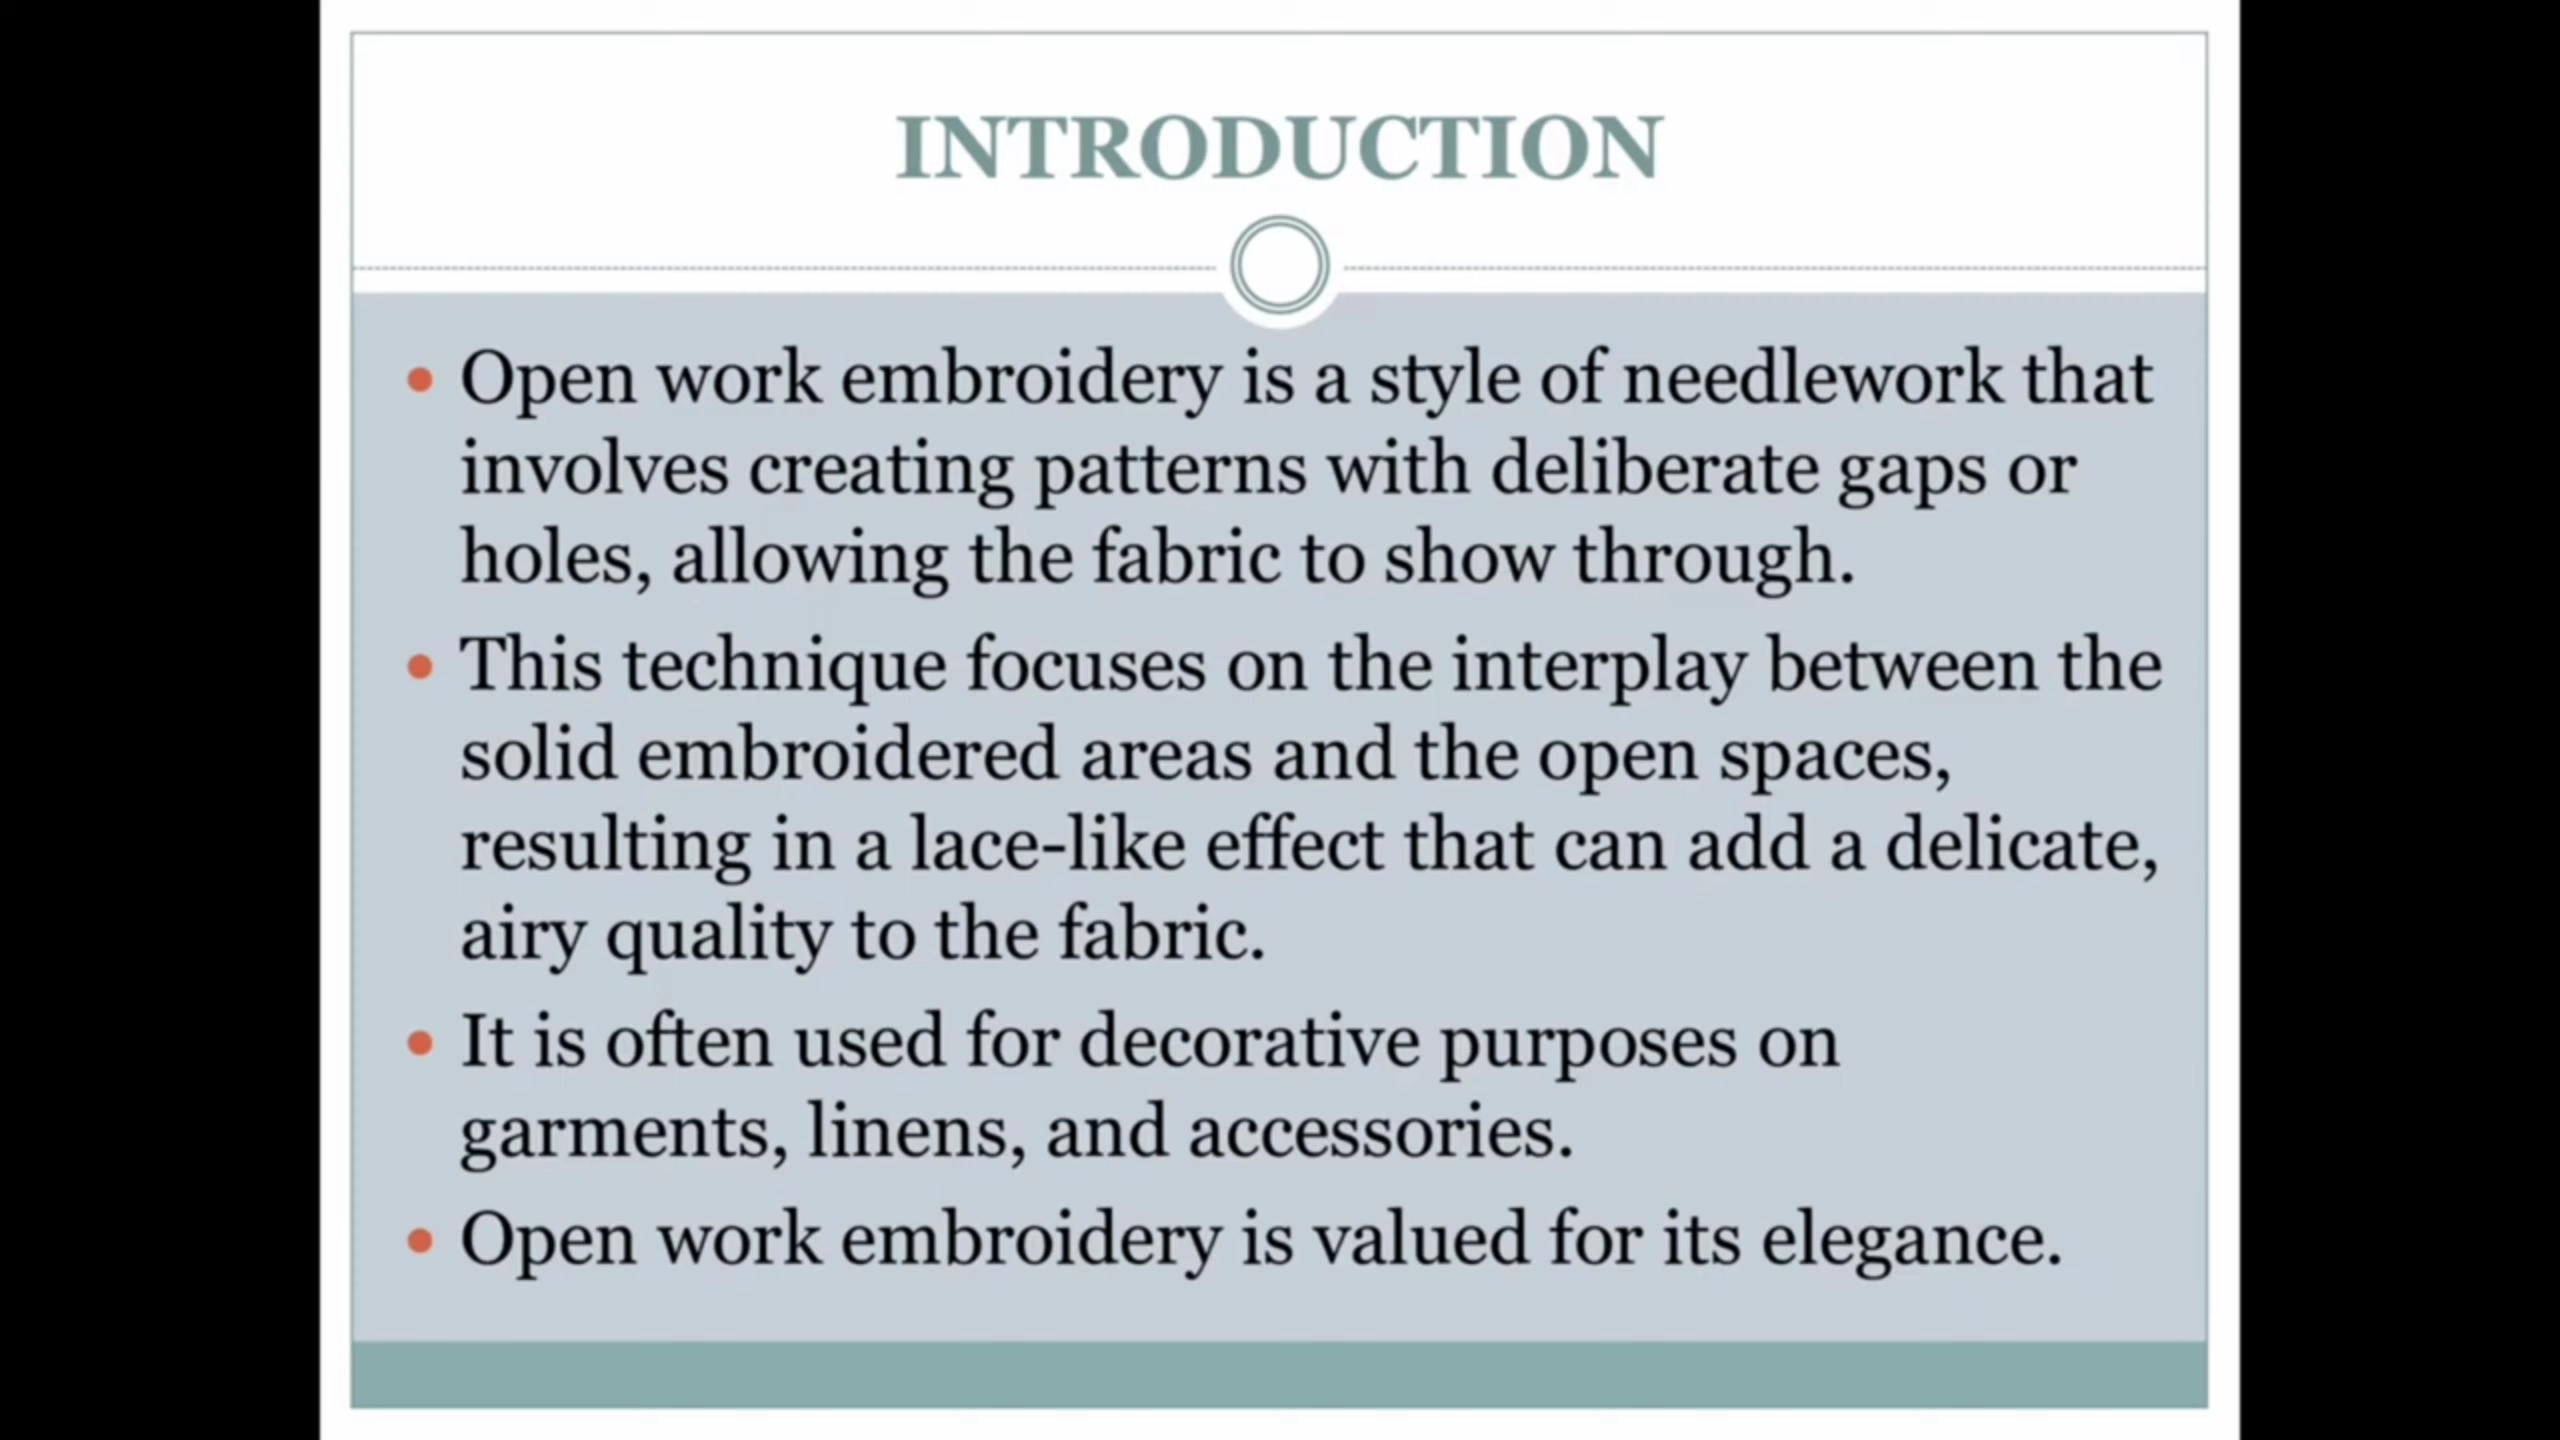 INTRODUCTION
• Open work embroidery is a style of needlework that
involves creating patterns with deliberate gaps or
holes, allowing the fabric to show through.
• This technique focuses on the interplay between the
solid embroidered areas and the open spaces,
resulting in a lace-like effect that can add a delicate,
airy quality to the fabric.
• It is often used for decorative purposes on
garments, linens, and accessories.
• Open work embroidery is valued for its elegance.